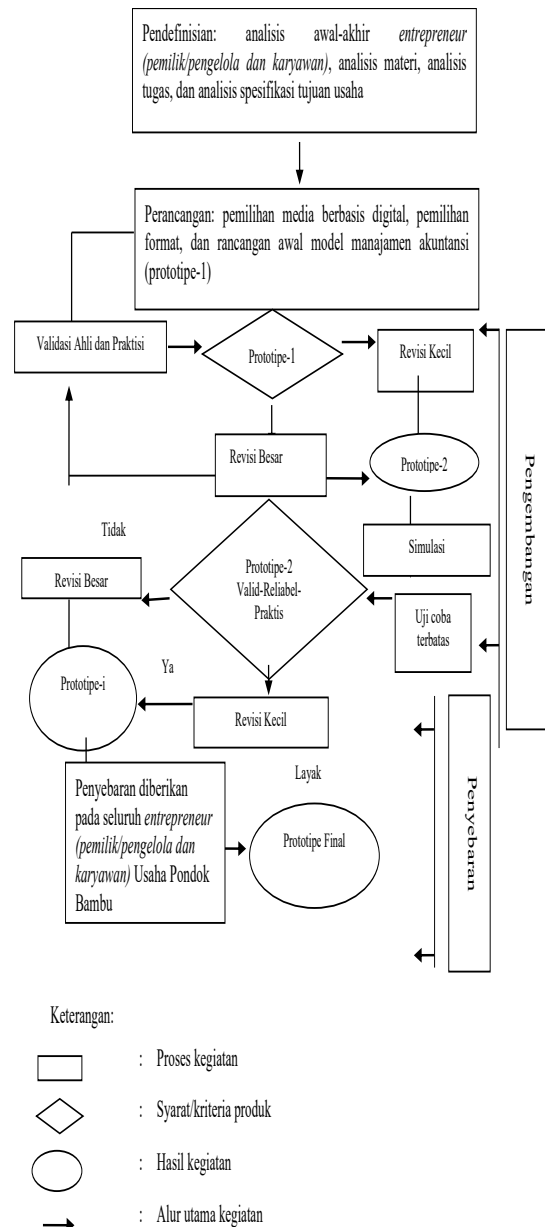 Pendefinisian: analisis awal-akhir entrepreneur
(pemilik/pengelola dan karyawan), analisis materi, analisis
tugas, dan analisis spesifikasi tujuan usaha
Perancangan: pemilihan media berbasis digital, pemilihan
format, dan rancangan awal model manajamen akuntansi
(prototipe-1)
Validasi Ahli dan Praktisi
Prototipe-1
Revisi Kecil
Revisi Besar
Prototipe-2
Pengembangan
Tidak
Simulasi
Revisi Besar
Prototipe-2
Valid-Reliabel-
Praktis
Uji coba
terbatas
Prototipe-i
Ya
Revisi Kecil
Layak
Penyebaran diberikan
pada seluruh entrepreneur
(pemilik/pengelola dan
karyawan) Usaha Pondok
Bambu
Prototipe Final
Penyebaran
Keterangan:
: Proses kegiatan
: Syarat/kriteria produk
: Hasil kegiatan
: Alur utama kegiatan